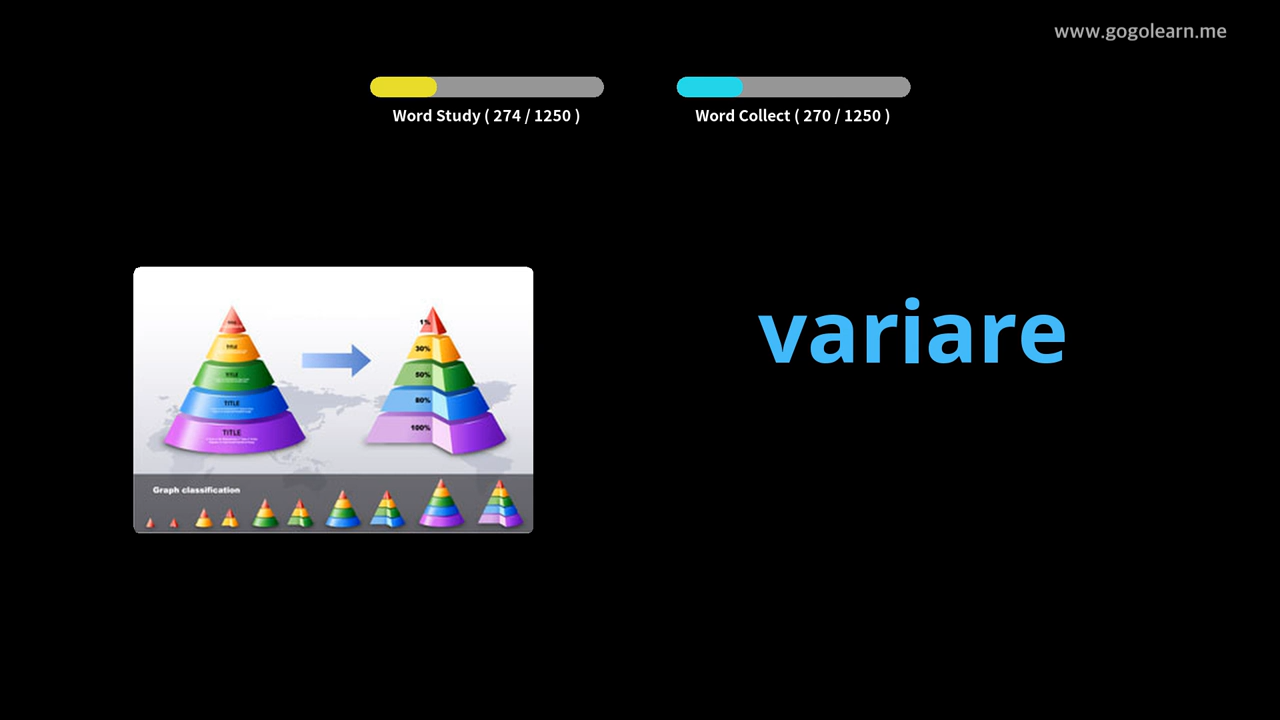 www.gogolearn.me
Word Study ( 274 / 1250 )
Word Collect ( 270 / 1250 )
variare
TITLE
TITLE
TITLE
TITLE
1%
30%
50%
80%
100%
Graph classification